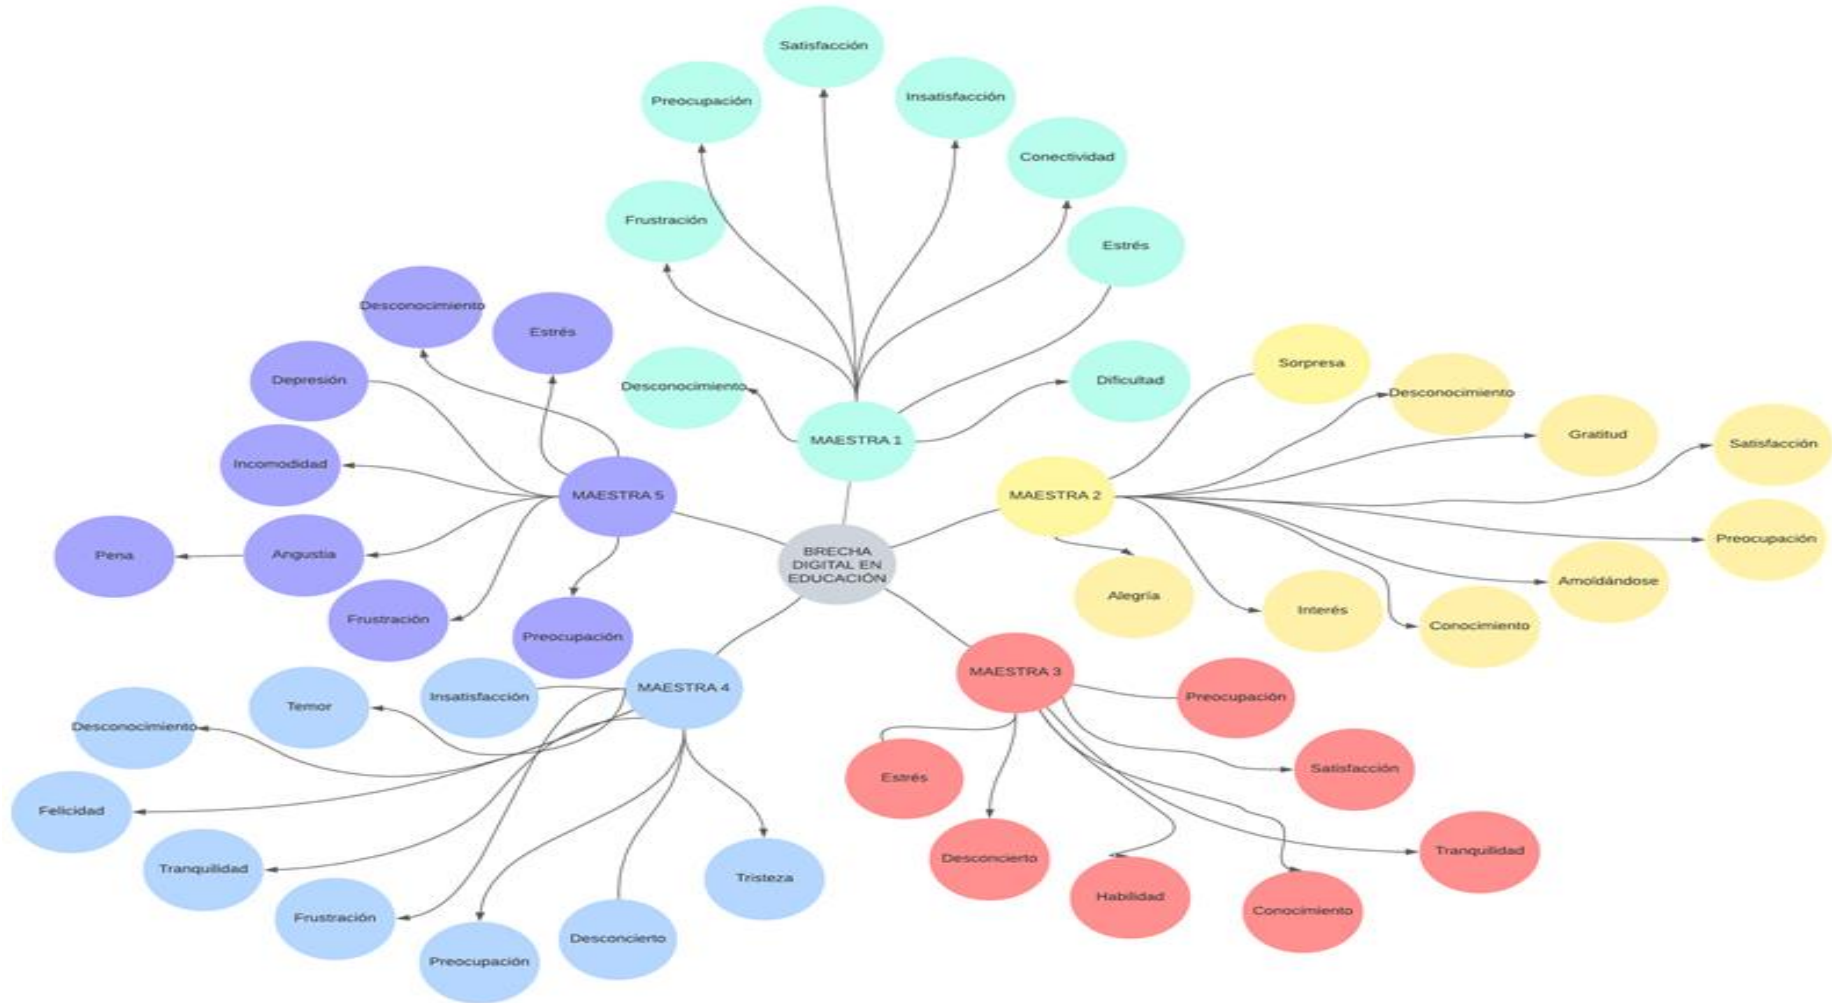 Satisfacción
Preocupación
Insatisfacción
Conectividad
Frustración
Estrés
Desconocimiento
Dificultad
MAESTRA 1
Sorpresa
Desconocimiento
Gratitud
Satisfacción
Preocupación
Amoldándose
Conocimiento
Interés
Alegría
MAESTRA 2
Desconocimiento
Estrés
Depresión
Incomodidad
Pena
Angustia
Frustración
Preocupación
MAESTRA 5
BRECHA
DIGITAL EN
EDUCACIÓN
MAESTRA 3
Preocupación
Satisfacción
Tranquilidad
Conocimiento
Habilidad
Desconcierto
Estrés
MAESTRA 4
Insatisfacción
Temor
Desconocimiento
Felicidad
Tranquilidad
Frustración
Preocupación
Desconcierto
Tristeza